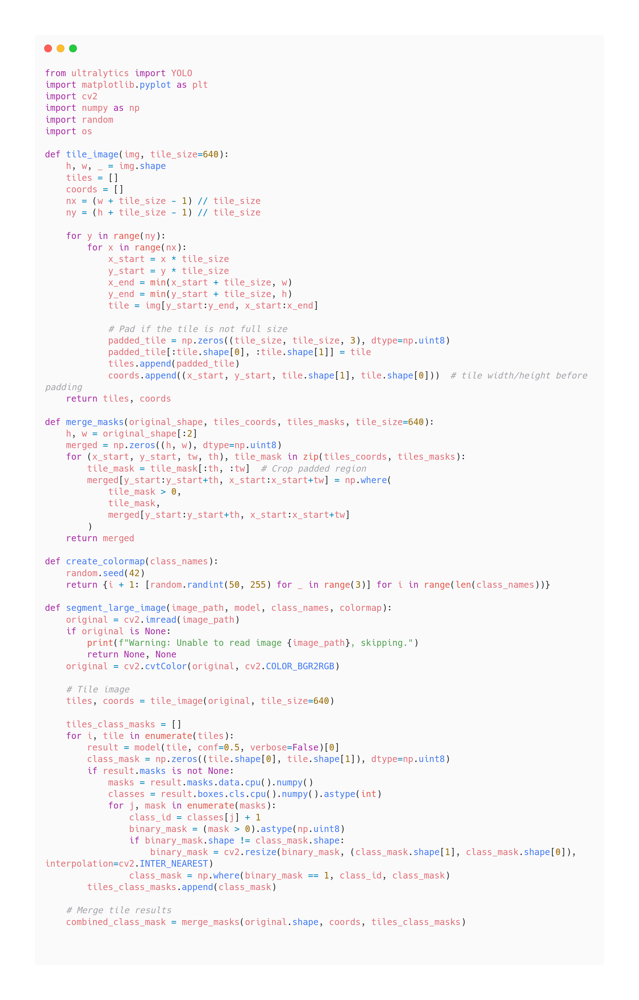 from ultralytics import YOLO
import matplotlib.pyplot as plt
import cv2
import numpy as np
import random
import os

def tile_image(img, tile_size=640):
    h, w, _ = img.shape
    tiles = []
    coords = []
    nx = (w + tile_size - 1) // tile_size
    ny = (h + tile_size - 1) // tile_size

    for y in range(ny):
        for x in range(nx):
            x_start = x * tile_size
            y_start = y * tile_size
            x_end = min(x_start + tile_size, w)
            y_end = min(y_start + tile_size, h)
            tile = img[y_start:y_end, x_start:x_end]

            # Pad if the tile is not full size
            padded_tile = np.zeros((tile_size, tile_size, 3), dtype=np.uint8)
            padded_tile[:tile.shape[0], :tile.shape[1]] = tile
            tiles.append(padded_tile)
            coords.append((x_start, y_start, tile.shape[1], tile.shape[0]))  # tile width/height before
padding
    return tiles, coords

def merge_masks(original_shape, tiles_coords, tiles_masks, tile_size=640):
    h, w = original_shape[:2]
    merged = np.zeros((h, w), dtype=np.uint8)
    for (x_start, y_start, tw, th), tile_mask in zip(tiles_coords, tiles_masks):
        tile_mask = tile_mask[:th, :tw]  # Crop padded region
        merged[y_start:y_start+th, x_start:x_start+tw] = np.where(
            tile_mask > 0,
            tile_mask,
            merged[y_start:y_start+th, x_start:x_start+tw]
        )
    return merged

def create_colormap(class_names):
    random.seed(42)
    return {i + 1: [random.randint(50, 255) for _ in range(3)] for i in range(len(class_names))}

def segment_large_image(image_path, model, class_names, colormap):
    original = cv2.imread(image_path)
    if original is None:
        print(f"Warning: Unable to read image {image_path}, skipping.")
        return None, None
    original = cv2.cvtColor(original, cv2.COLOR_BGR2RGB)

    # Tile image
    tiles, coords = tile_image(original, tile_size=640)

    tiles_class_masks = []
    for i, tile in enumerate(tiles):
        result = model(tile, conf=0.5, verbose=False)[0]
        class_mask = np.zeros((tile.shape[0], tile.shape[1]), dtype=np.uint8)
        if result.masks is not None:
            masks = result.masks.data.cpu().numpy()
            classes = result.boxes.cls.cpu().numpy().astype(int)
            for j, mask in enumerate(masks):
                class_id = classes[j] + 1
                binary_mask = (mask > 0).astype(np.uint8)
                if binary_mask.shape != class_mask.shape:
                    binary_mask = cv2.resize(binary_mask, (class_mask.shape[1], class_mask.shape[0]),
interpolation=cv2.INTER_NEAREST)
                class_mask = np.where(binary_mask == 1, class_id, class_mask)
        tiles_class_masks.append(class_mask)

    # Merge tile results
    combined_class_mask = merge_masks(original.shape, coords, tiles_class_masks)